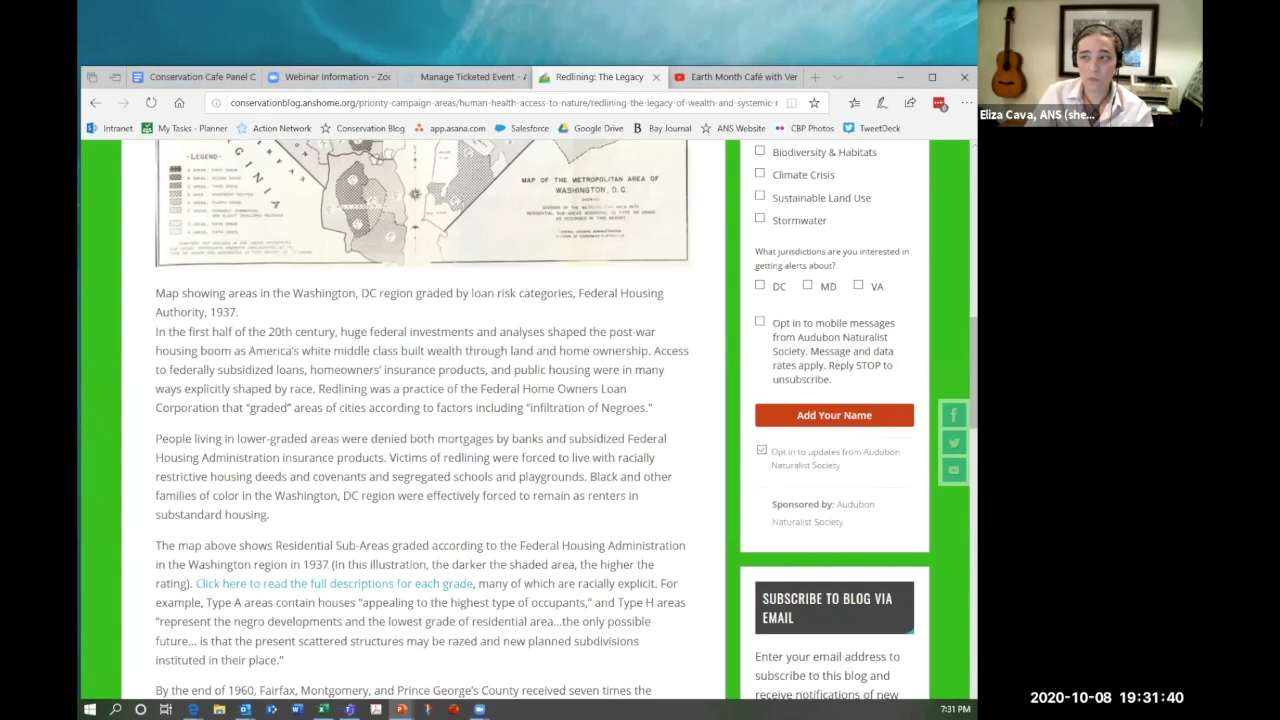 Conservation Cafe Panel C
Webinar Information - Zoo
Manage Ticketed Event - A
Redlining: The Legacy
Earth Month Café with Ver
conservationblog.anshome.org/priority-campaign-areas/human-health-access-to-nature/redlining-the-legacy-of-wealth-and-systemic-r
Intranet
My Tasks - Planner
Action Network
Conservation Blog
app.asana.com
Salesforce
Google Drive
Bay Journal
ANS Website
CBP Photos
TweetDeck
-LEGEND-
MAP OF THE METROPOLITAN AREA OF
WASHINGTON, D.C.
Map showing areas in the Washington, DC region graded by loan risk categories, Federal Housing
Authority, 1937.
In the first half of the 20th century, huge federal investments and analyses shaped the post-war
housing boom as America's white middle class built wealth through land and home ownership. Access
to federally subsidized loans, homeowners' insurance products, and public housing were in many
ways explicitly shaped by race. Redlining was a practice of the Federal Home Owners Loan
Corporation that "graded" areas of cities according to factors including "infiltration of Negroes."
People living in lower-graded areas were denied both mortgages by banks and subsidized Federal
Housing Administration insurance products. Victims of redlining were forced to live with racially
restrictive housing deeds and covenants and segregated schools and playgrounds. Black and other
families of color in the Washington, DC region were effectively forced to remain as renters in
substandard housing.
The map above shows Residential Sub-Areas graded according to the Federal Housing Administration
in the Washington region in 1937 (in this illustration, the darker the shaded area, the higher the
rating). Click here to read the full descriptions for each grade, many of which are racially explicit. For
example, Type A areas contain houses "appealing to the highest type of occupants," and Type H areas
"represent the negro developments and the lowest grade of residential area...the only possible
future... is that the present scattered structures may be razed and new planned subdivisions
instituted in their place."
By the end of 1960, Fairfax, Montgomery, and Prince George's County received seven times the
Biodiversity & Habitats
Climate Crisis
Sustainable Land Use
Stormwater
What jurisdictions are you interested in
getting alerts about?
DC MD VA
Opt in to mobile messages
from Audubon Naturalist
Society. Message and data
rates apply. Reply STOP to
unsubscribe.
Add Your Name
Opt in to updates from Audubon
Naturalist Society
Sponsored by: Audubon
Naturalist Society
SUBSCRIBE TO BLOG VIA
EMAIL
Enter your email address to
subscribe to this blog and
receive notifications of new
7:31 PM
Eliza Cava, ANS (she...
2020-10-08 19:31:40